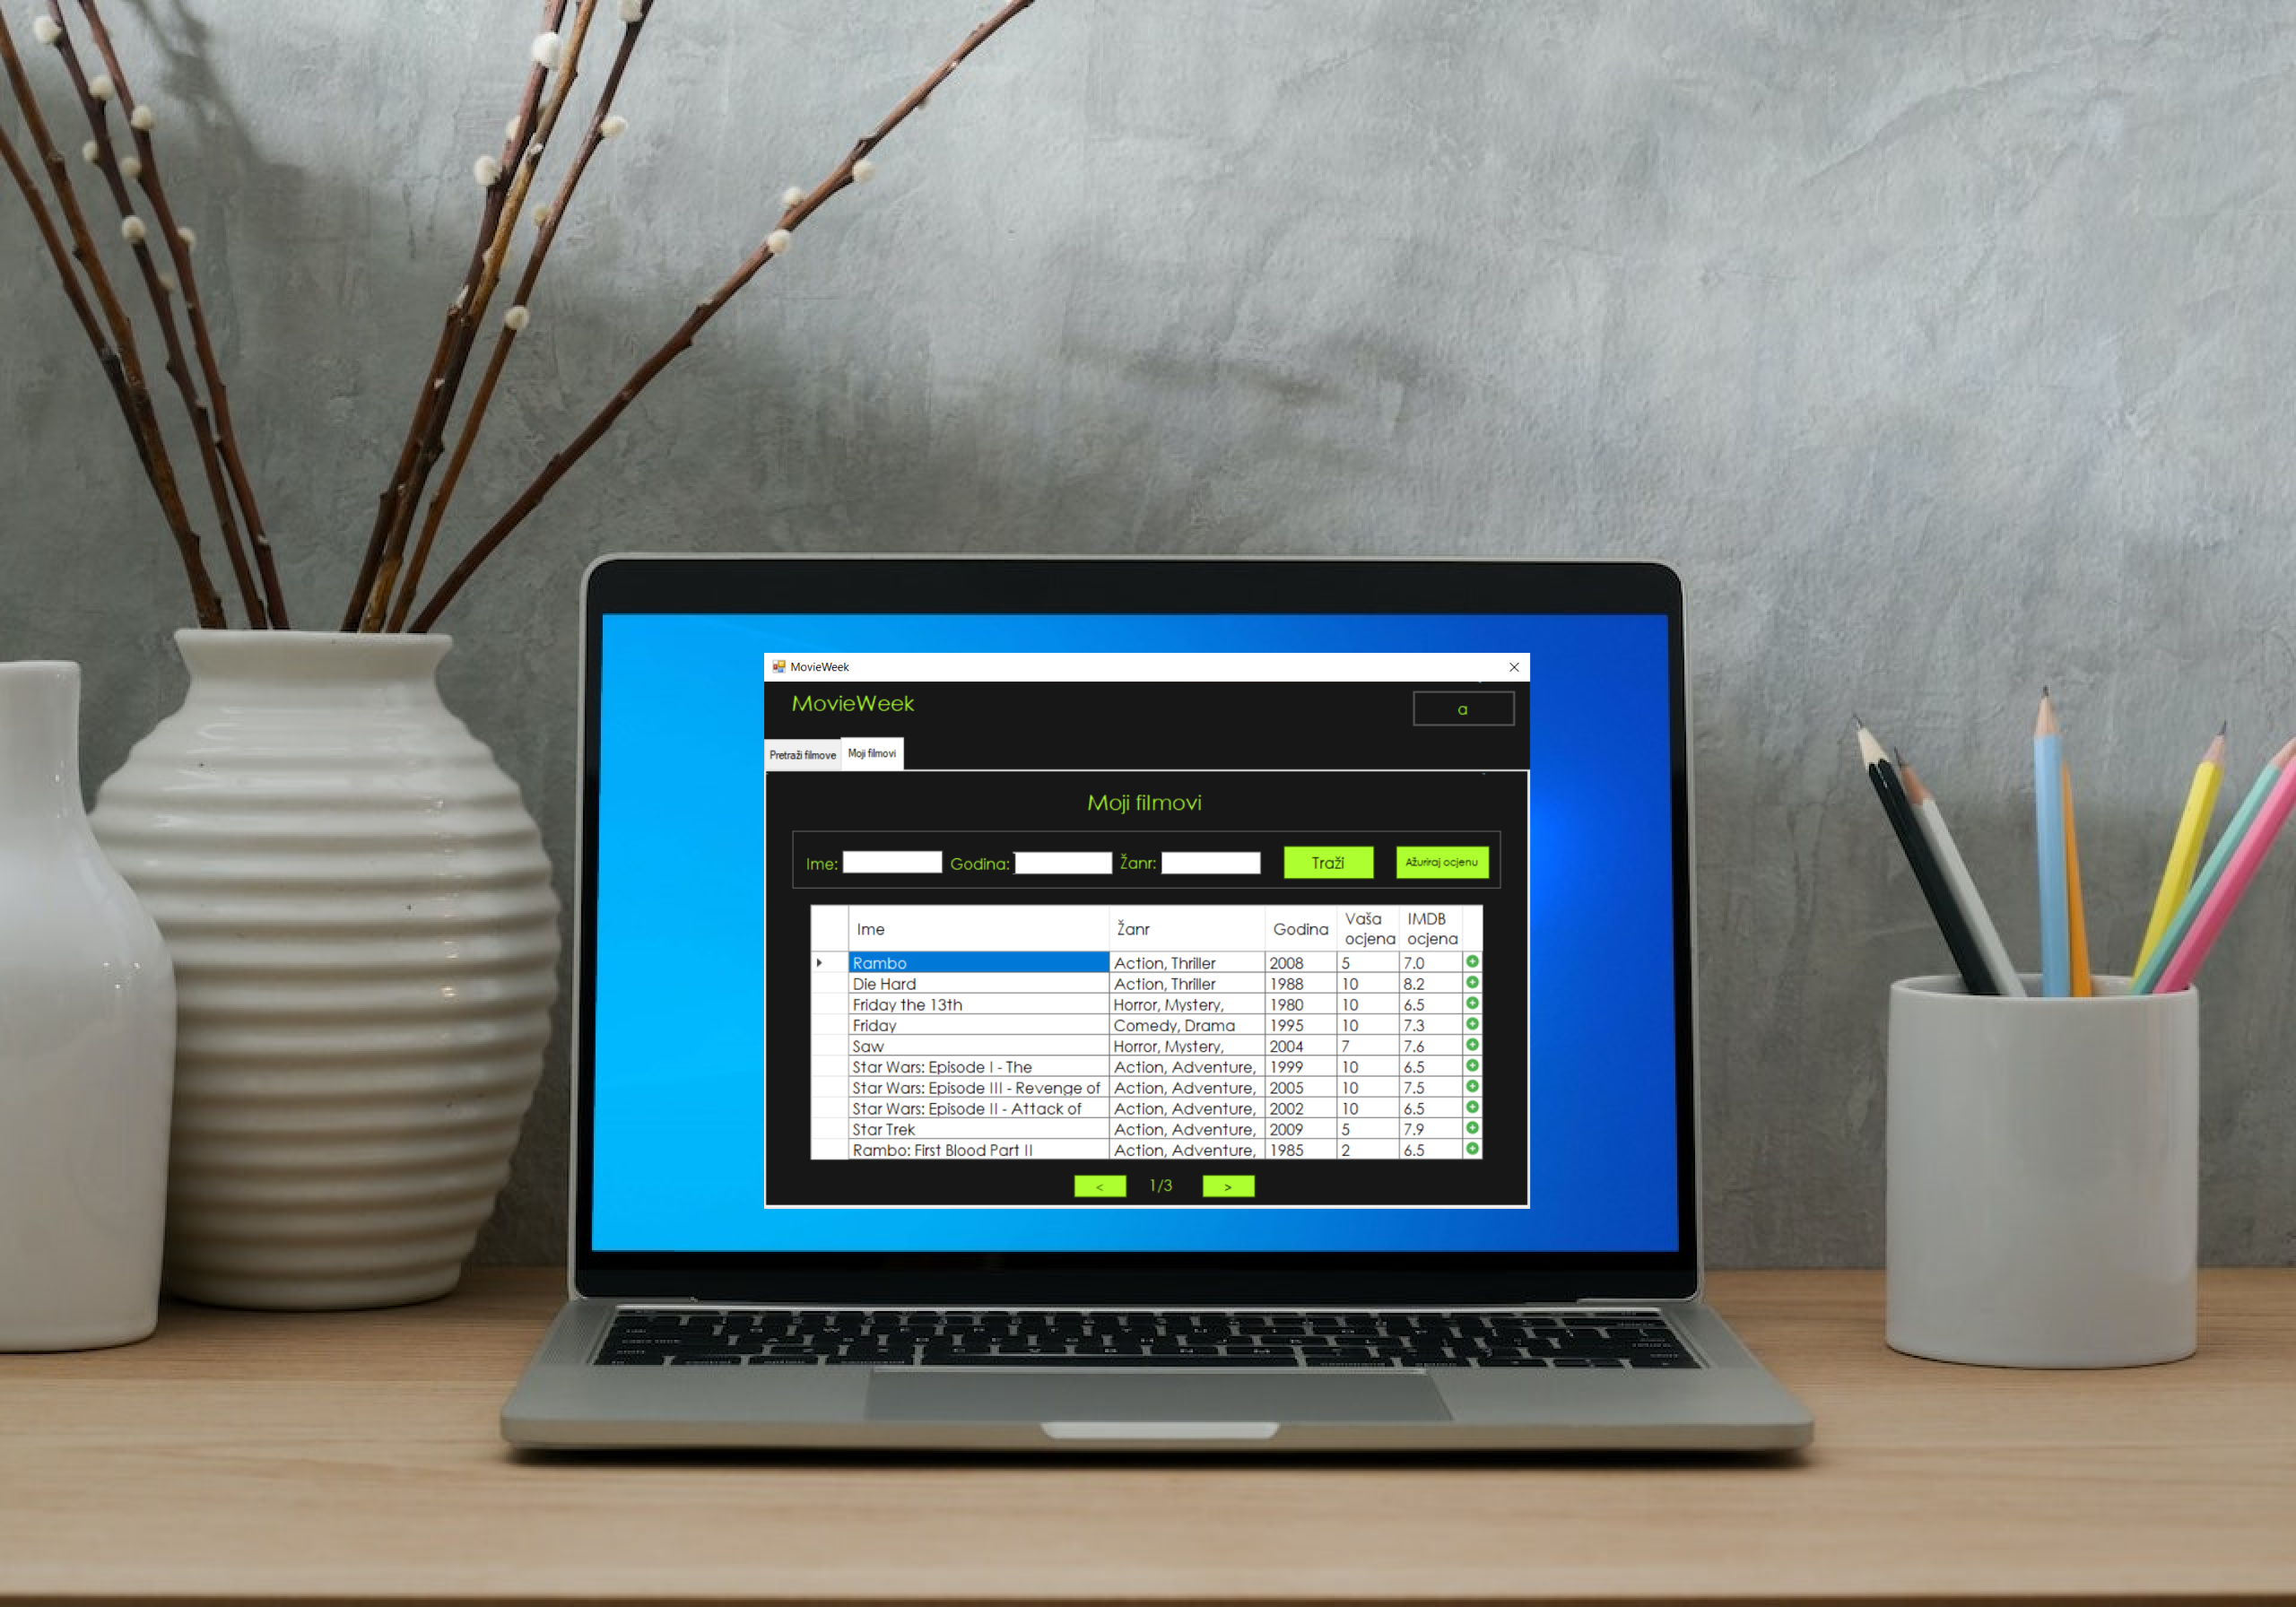 MovieWeek
MovieWeek
a
Pretraži filmove Moji filmovi
Moji filmovi
Ime: Godina: Žanr: Traži Ažuriraj ocjenu
Ime Žanr Godina Vaša ocjena IMDB ocjena
Rambo Action, Thriller 2008 5 7.0
Die Hard Action, Thriller 1988 10 8.2
Friday the 13th Horror, Mystery, 1980 10 6.5
Friday Comedy, Drama 1995 10 7.3
Saw Horror, Mystery, 2004 7 7.6
Star Wars: Episode I - The Action, Adventure, 1999 10 6.5
Star Wars: Episode III - Revenge of Action, Adventure, 2005 10 7.5
Star Wars: Episode II - Attack of Action, Adventure, 2002 10 6.5
Star Trek Action, Adventure, 2009 5 7.9
Rambo: First Blood Part II Action, Adventure, 1985 2 6.5
< 1/3 >